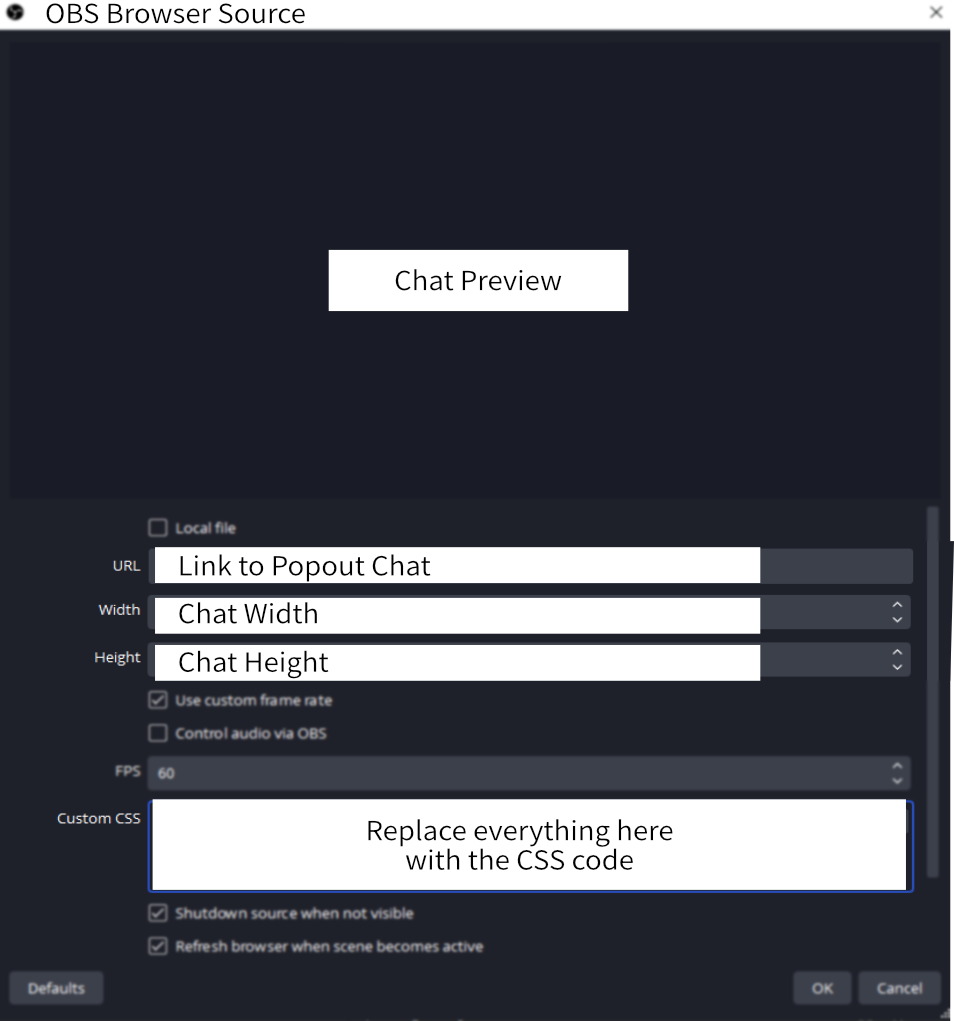 OBS Browser Source
Chat Preview
Local file
URL Link to Popout Chat
Width Chat Width
Height Chat Height
Use custom frame rate
Control audio via OBS
FPS 60
Custom CSS Replace everything here
with the CSS code
Shutdown source when not visible
Refresh browser when scene becomes active
Defaults OK Cancel